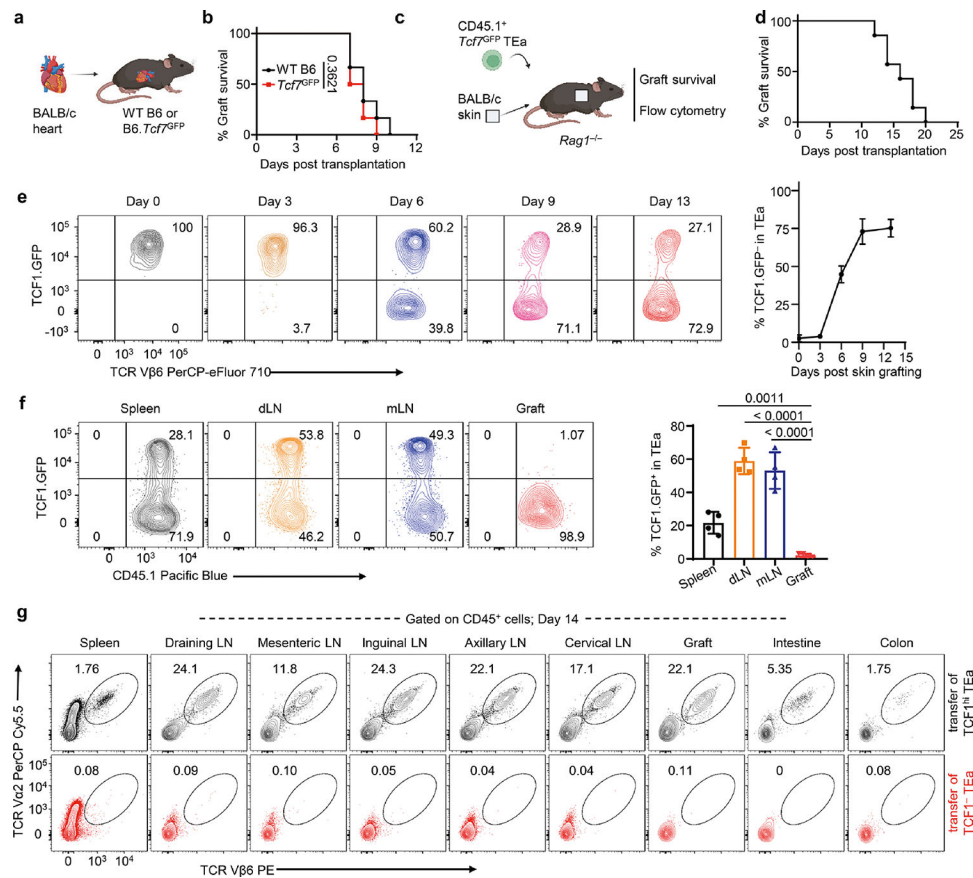 a
BALB/c
heart
WT B6 or
B6.Tcf7GFP
b
% Graft survival
100
50
0
WT B6
Tcf7GFP
0.3621
0 3 6 9 12
Days post transplantation
c
CD45.1+
Tcf7GFP TEa
BALB/c
skin
Rag1–/–
Graft survival
Flow cytometry
d
% Graft survival
100
50
0
0 5 10 15 20 25
Days post transplantation
e
Day 0 Day 3 Day 6 Day 9 Day 13
TCF1.GFP
105
104
103
0
-103
100
0
96.3
3.7
60.2
39.8
28.9
71.1
27.1
72.9
0 103 104 105
TCR Vβ6 PerCP-eFluor 710
% TCF1.GFP– in TEa
100
75
50
25
0
0 3 6 9 12 15
Days post skin grafting
f
Spleen dLN mLN Graft
TCF1.GFP
105
104
103
0
0 28.1
0 71.9
0 53.8
0 46.2
0 49.3
0 50.7
0 1.07
0 98.9
0 103 104
CD45.1 Pacific Blue
% TCF1.GFP+ in TEa
0.0011
< 0.0001
< 0.0001
80
60
40
20
0
Spleen dLN mLN Graft
g
Gated on CD45+ cells; Day 14
Spleen Draining LN Mesenteric LN Inguinal LN Axillary LN Cervical LN Graft Intestine Colon
1.76 24.1 11.8 24.3 22.1 17.1 22.1 5.35 1.75
transfer of
TCF1hi TEa
0.08 0.09 0.10 0.05 0.04 0.04 0.11 0 0.08
transfer of
TCF1– TEa
TCR Vα2 PerCP Cy5.5
105
104
103
0
0 103 104
TCR Vβ6 PE